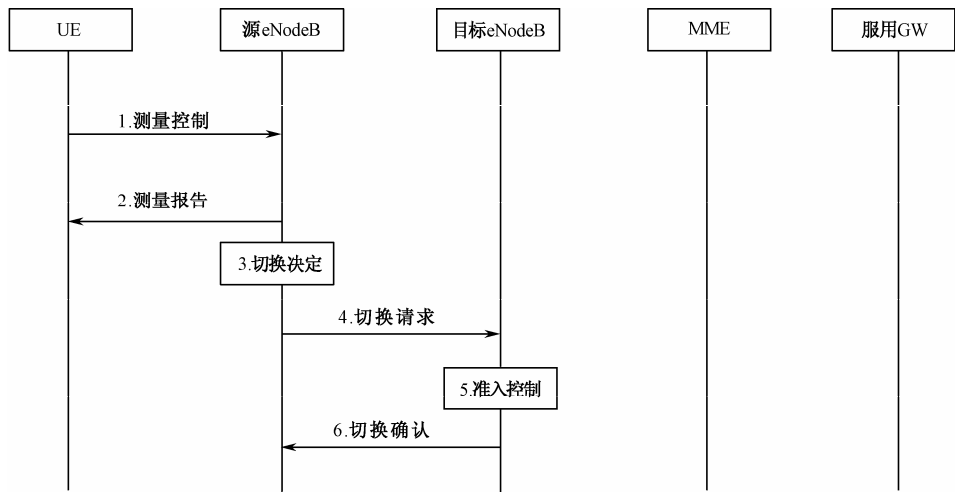 UE
源eNodeB
目标eNodeB
MME
服用GW
1.测量控制
2.测量报告
3.切换决定
4.切换请求
5.准入控制
6.切换确认